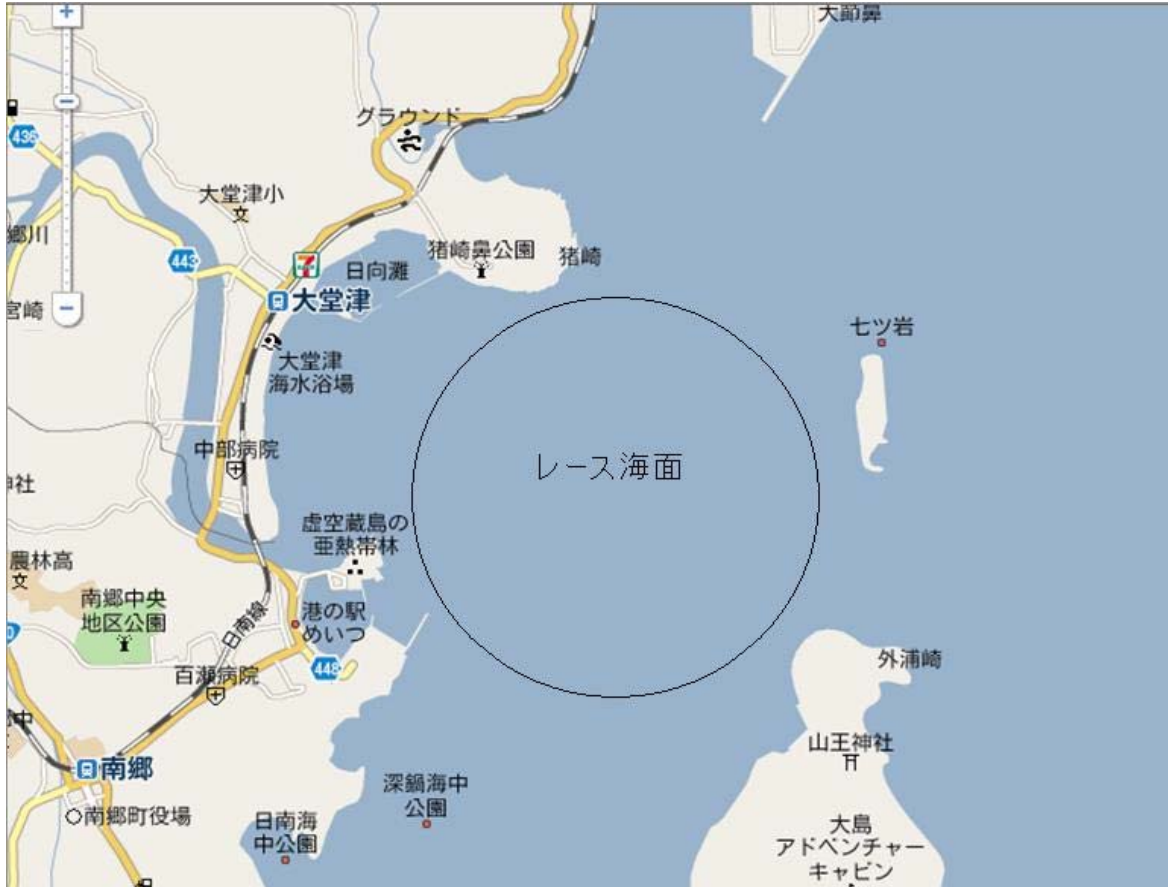 大節鼻
グラウンド
436
大堂津小
郷川
猪崎鼻公園
猪崎
443
日向灘
宮崎
大堂津
七ツ岩
大堂津
海水浴場
中部病院
レース海面
神社
虚空蔵島の
亜熱帯林
農林高
南郷中央
地区公園
日南線
港の駅
めいつ
448
百瀬病院
外浦崎
郷中
山王神社
南郷
深鍋海中
公園
南郷町役場
日南海
中公園
大島
アドベンチャー
キャビン